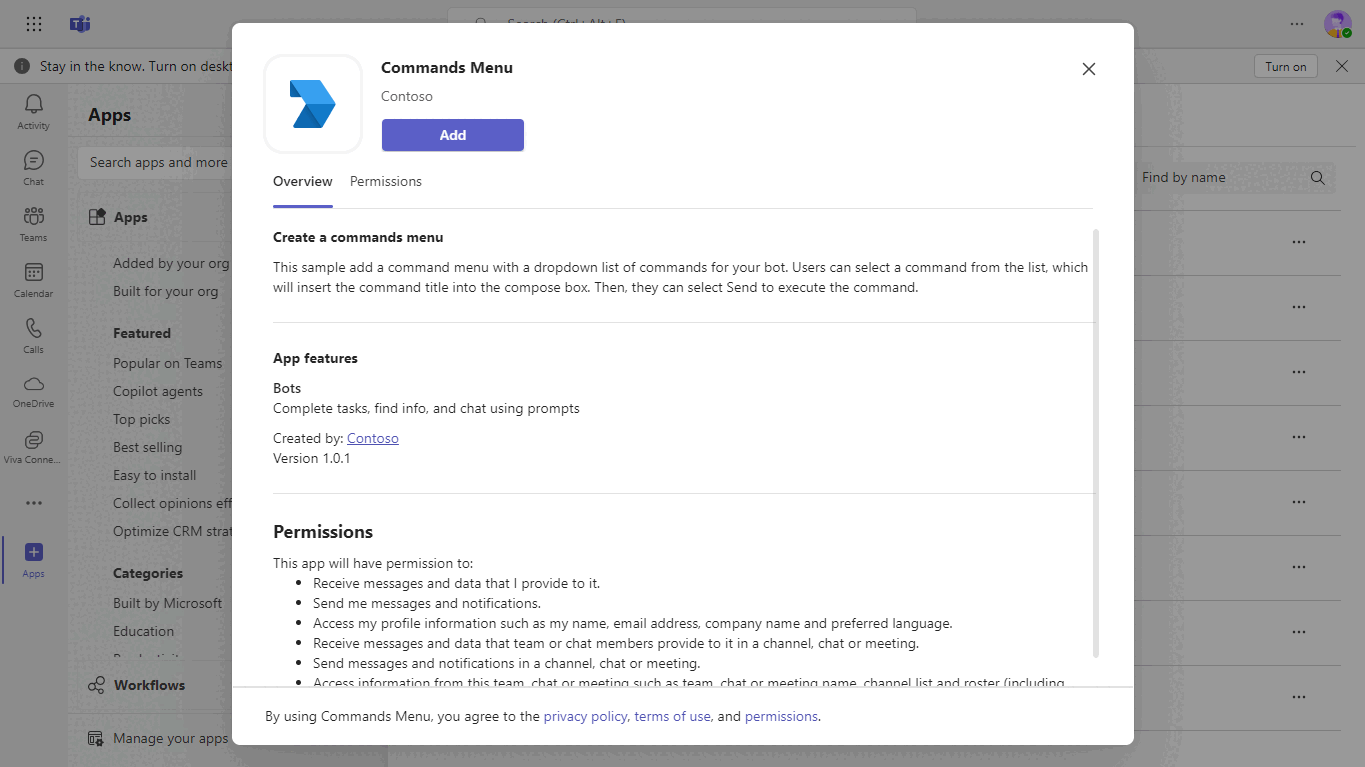 Search (Ctrl+Alt+E)
Stay in the know. Turn on deskt
Turn on
Activity
Chat
Teams
Calendar
Calls
OneDrive
Viva Conne...
Apps
Apps
Search apps and more
Apps
Added by your org
Built for your org
Featured
Popular on Teams
Copilot agents
Top picks
Best selling
Easy to install
Collect opinions eff
Optimize CRM strat
Categories
Built by Microsoft
Education
Productivity
Workflows
Manage your apps
Find by name
Commands Menu
Contoso
Add
Overview Permissions
Create a commands menu
This sample add a command menu with a dropdown list of commands for your bot. Users can select a command from the list, which
will insert the command title into the compose box. Then, they can select Send to execute the command.
App features
Bots
Complete tasks, find info, and chat using prompts
Created by: Contoso
Version 1.0.1
Permissions
This app will have permission to:
• Receive messages and data that I provide to it.
• Send me messages and notifications.
• Access my profile information such as my name, email address, company name and preferred language.
• Receive messages and data that team or chat members provide to it in a channel, chat or meeting.
• Send messages and notifications in a channel, chat or meeting.
• Access information from this team, chat or meeting such as team, chat or meeting name, channel list and roster (including
By using Commands Menu, you agree to the privacy policy, terms of use, and permissions.